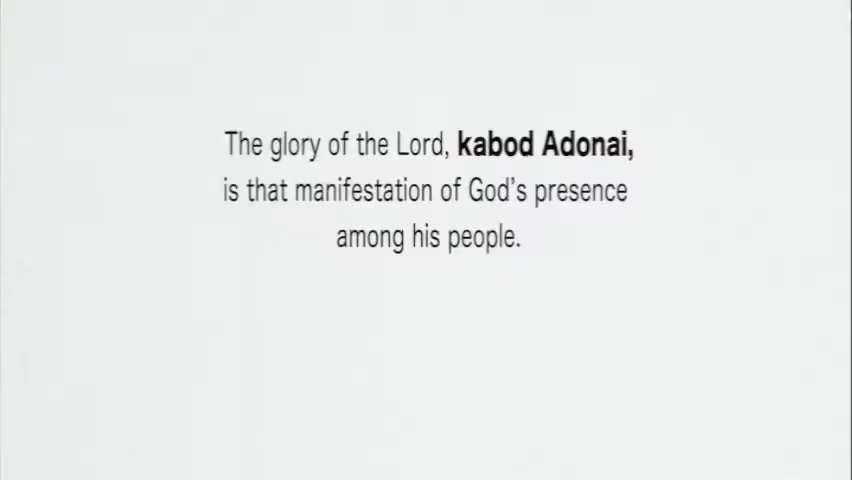 The glory of the Lord, kabod Adonai,
is that manifestation of God's presence
among his people.